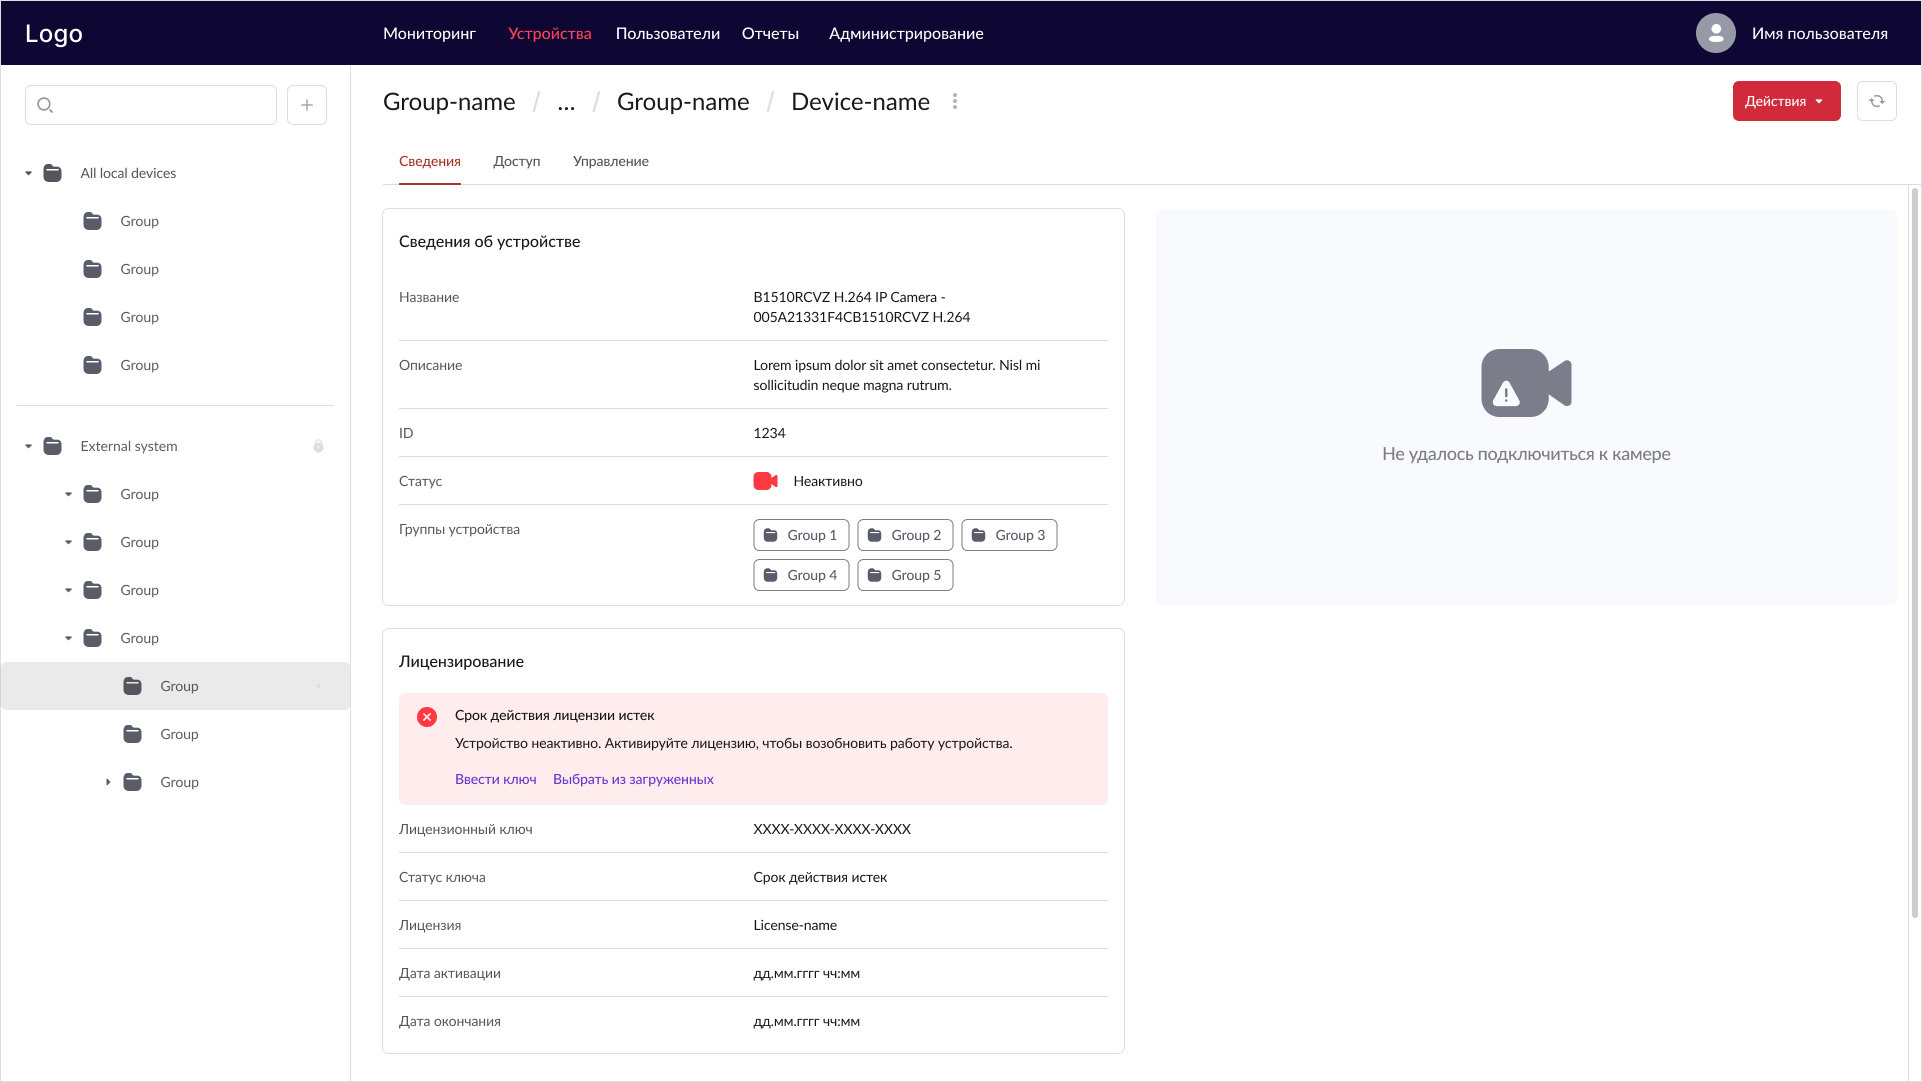 Logo
Мониторинг Устройства Пользователи Отчеты Администрирование
Имя пользователя
All local devices
Group
Group
Group
Group
External system
Group
Group
Group
Group
Group
Group
Group
Group-name / ... / Group-name / Device-name
Действия
Сведения Доступ Управление
Сведения об устройстве
Название
B1510RCVZ H.264 IP Camera -
005A21331F4CB1510RCVZ H.264
Описание
Lorem ipsum dolor sit amet consectetur. Nisl mi
sollicitudin neque magna rutrum.
ID
1234
Статус
Неактивно
Группы устройства
Group 1 Group 2 Group 3
Group 4 Group 5
Не удалось подключиться к камере
Лицензирование
Срок действия лицензии истек
Устройство неактивно. Активируйте лицензию, чтобы возобновить работу устройства.
Ввести ключ Выбрать из загруженных
Лицензионный ключ
XXXX-XXXX-XXXX-XXXX
Статус ключа
Срок действия истек
Лицензия
License-name
Дата активации
дд.мм.гггг чч:мм
Дата окончания
дд.мм.гггг чч:мм